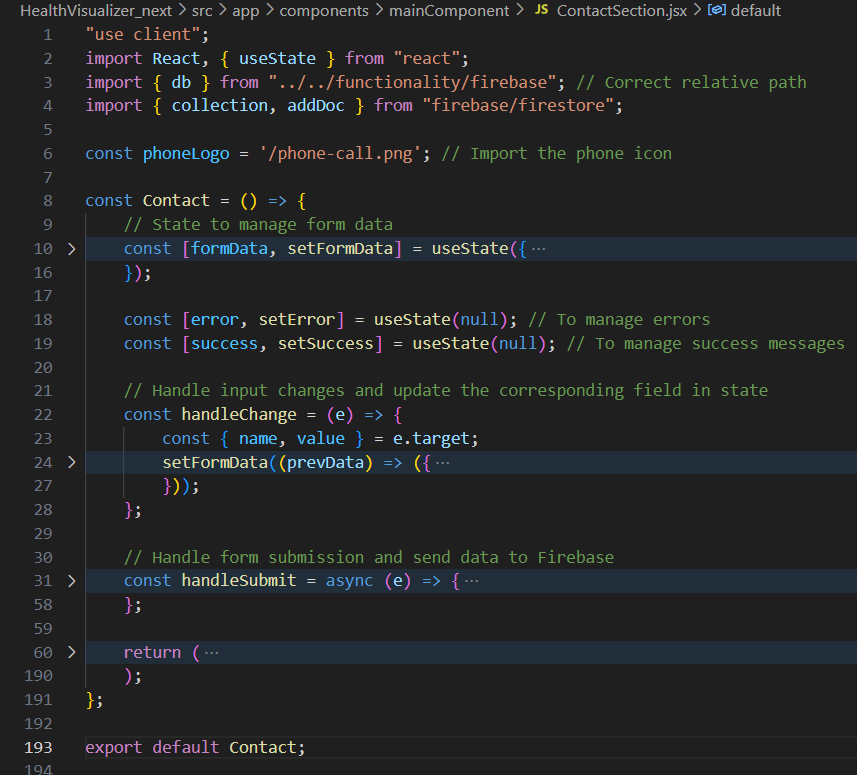 HealthVisualizer_next > src > app > components > mainComponent > JS ContactSection.jsx > default
1 "use client";
2 import React, { useState } from "react";
3 import { db } from "../../functionality/firebase"; // Correct relative path
4 import { collection, addDoc } from "firebase/firestore";
5
6 const phoneLogo = '/phone-call.png'; // Import the phone icon
7
8 const Contact = () => {
9     // State to manage form data
10 >     const [formData, setFormData] = useState({ ···
16     });
17
18     const [error, setError] = useState(null); // To manage errors
19     const [success, setSuccess] = useState(null); // To manage success messages
20
21     // Handle input changes and update the corresponding field in state
22     const handleChange = (e) => {
23         const { name, value } = e.target;
24 >         setFormData((prevData) => ({ ···
27         }));
28     };
29
30     // Handle form submission and send data to Firebase
31 >     const handleSubmit = async (e) => { ···
58     };
59
60 >     return ( ···
190     );
191 };
192
193 export default Contact;
194